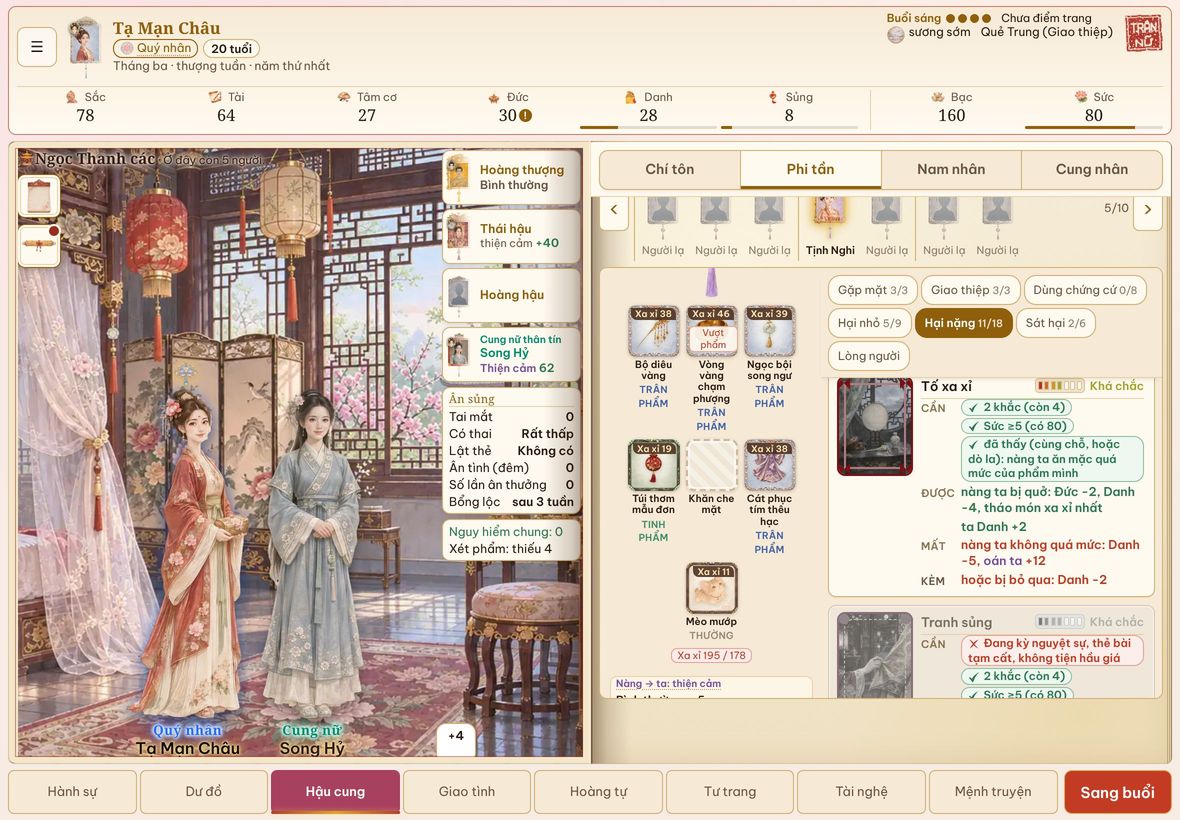 Tạ Mạn Châu
Quý nhân
20 tuổi
Tháng ba · thượng tuần · năm thứ nhất
Buổi sáng
Chưa điểm trang
sương sớm
Quẻ Trung (Giao thiệp)
TRÂN NỮ
Sắc
78
Tài
64
Tâm cơ
27
Đức
30
Danh
28
Sủng
8
Bạc
160
Sức
80
Ngọc Thanh các · Ở đây còn 5 người
Hoàng thượng
Bình thường
Thái hậu
thiện cảm +40
Hoàng hậu
Cung nữ thân tín
Song Hỷ
Thiện cảm 62
Ân sủng
Tai mắt 0
Có thai Rất thấp
Lật thẻ Không có
Ân tình (đêm) 0
Số lần ân thưởng 0
Bổng lộc sau 3 tuần
Nguy hiểm chung: 0
Xét phẩm: thiếu 4
Quý nhân
Tạ Mạn Châu
Cung nữ
Song Hỷ
+4
Chí tôn
Phi tần
Nam nhân
Cung nhân
Người lạ
Người lạ
Người lạ
Tịnh Nghi
Người lạ
Người lạ
Người lạ
5/10
Xa xỉ 38
Bộ diêu vàng
TRÂN PHẨM
Xa xỉ 46
Vượt phẩm
Vòng vàng chạm phượng
TRÂN PHẨM
Xa xỉ 39
Ngọc bội song ngư
TRÂN PHẨM
Xa xỉ 19
Túi thơm mẫu đơn
TINH PHẨM
Khăn che mặt
Xa xỉ 38
Cát phục tím thêu hạc
TRÂN PHẨM
Xa xỉ 11
Mèo mướp
THƯỜNG
Xa xỉ 195 / 178
Nàng → ta: thiện cảm
Gặp mặt 3/3
Giao thiệp 3/3
Dùng chứng cứ 0/8
Hại nhỏ 5/9
Hại nặng 11/18
Sát hại 2/6
Lòng người
Tố xa xỉ
Khá chắc
CẦN
✓ 2 khắc (còn 4)
✓ Sức ≥5 (có 80)
✓ đã thấy (cùng chỗ, hoặc
dò la): nàng ta ăn mặc quá
mức của phẩm mình
ĐƯỢC
nàng ta bị quở: Đức -2, Danh
-4, tháo món xa xỉ nhất
ta Danh +2
MẤT
nàng ta không quá mức: Danh
-5, oán ta +12
KÈM
hoặc bị bỏ qua: Danh -2
Tranh sủng
Khá chắc
CẦN
✕ Đang kỳ nguyệt sự, thẻ bài
tạm cất, không tiện hầu giá
✓ 2 khắc (còn 4)
✓ Sức ≥5 (có 80)
Hành sự
Dư đồ
Hậu cung
Giao tình
Hoàng tự
Tư trang
Tài nghệ
Mệnh truyện
Sang buổi